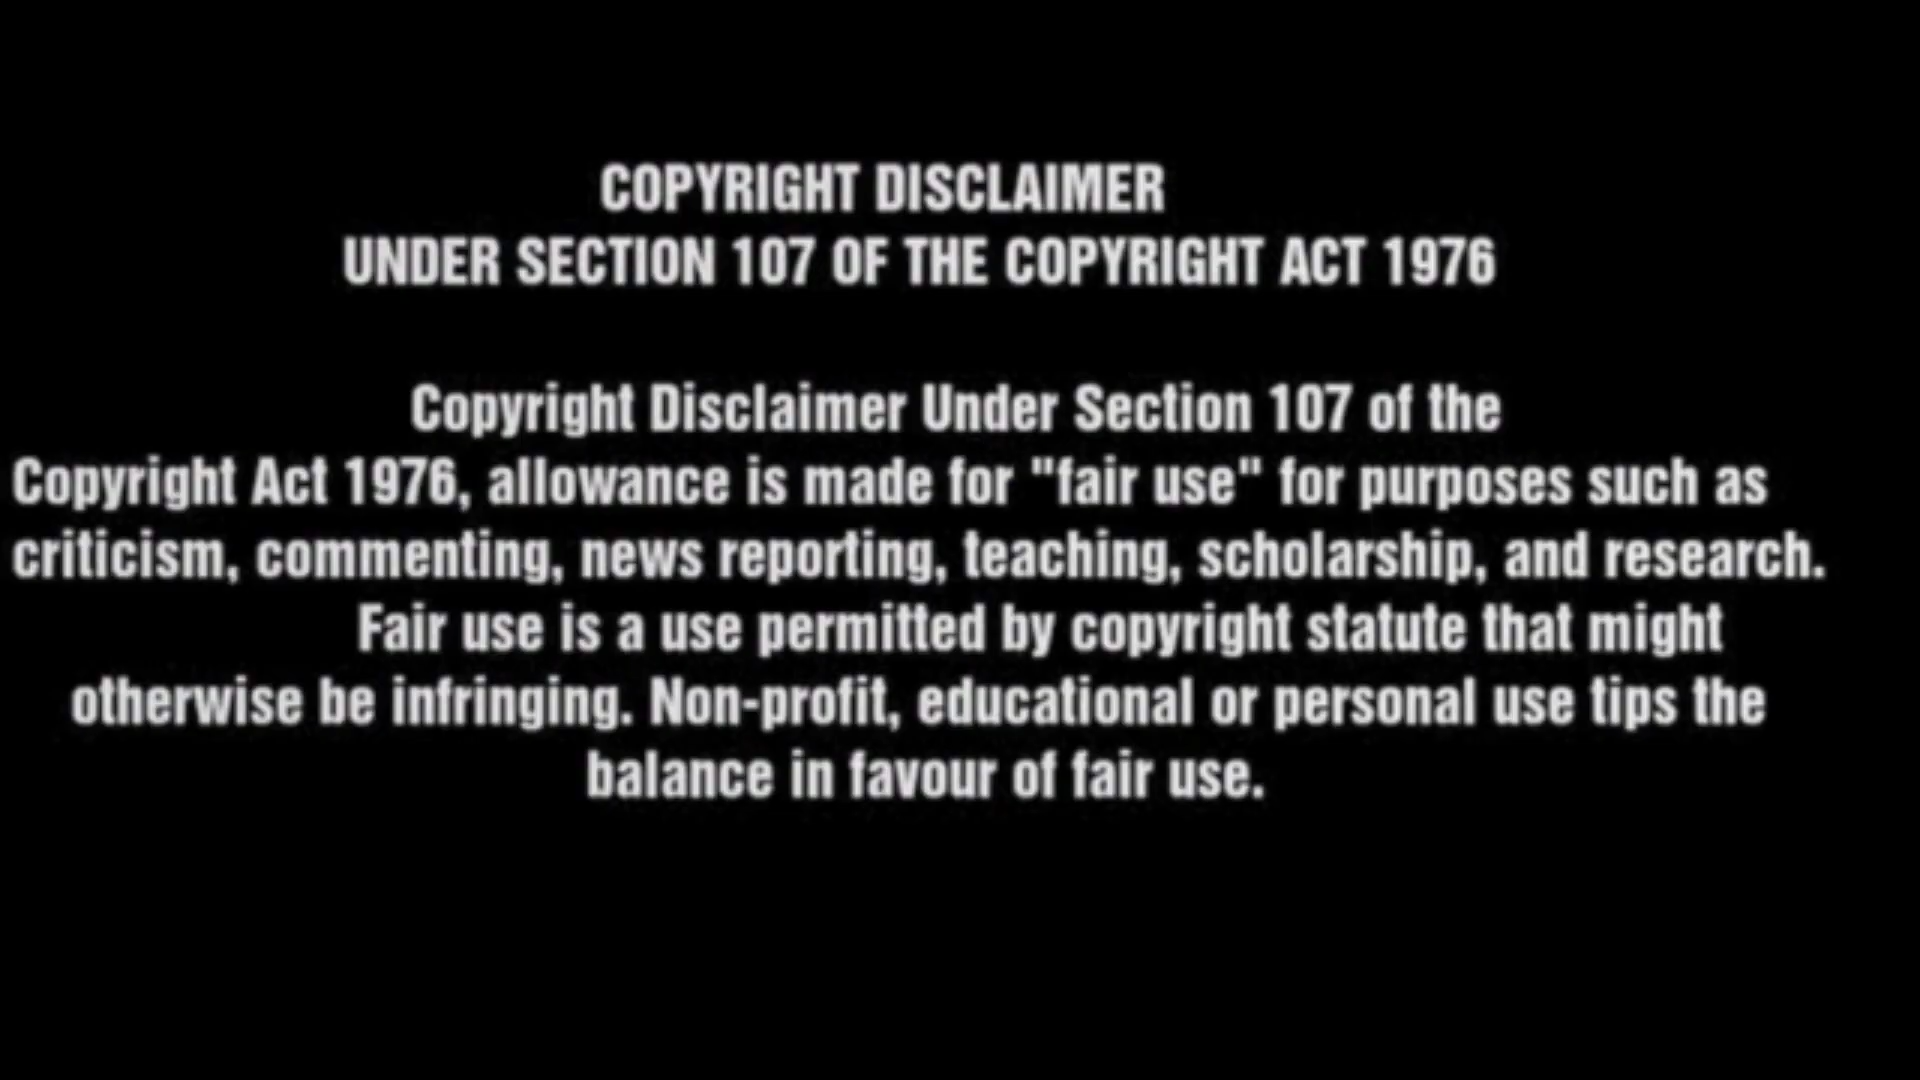 COPYRIGHT DISCLAIMER
UNDER SECTION 107 OF THE COPYRIGHT ACT 1976
Copyright Disclaimer Under Section 107 of the
Copyright Act 1976, allowance is made for "fair use" for purposes such as
criticism, commenting, news reporting, teaching, scholarship, and research.
Fair use is a use permitted by copyright statute that might
otherwise be infringing. Non-profit, educational or personal use tips the
balance in favour of fair use.